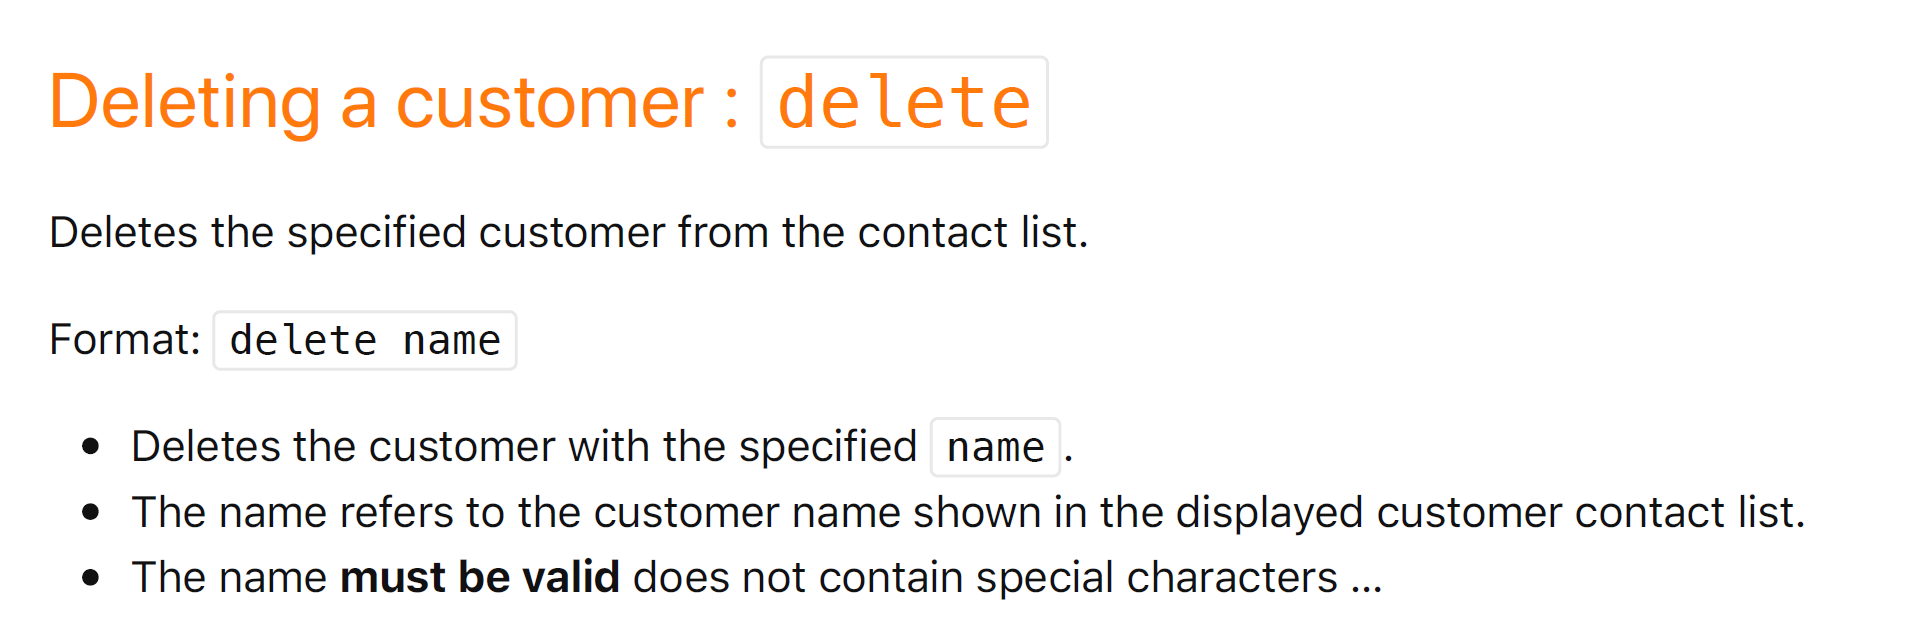 Deleting a customer : delete
Deletes the specified customer from the contact list.
Format: delete name
Deletes the customer with the specified name.
The name refers to the customer name shown in the displayed customer contact list.
The name must be valid does not contain special characters ...